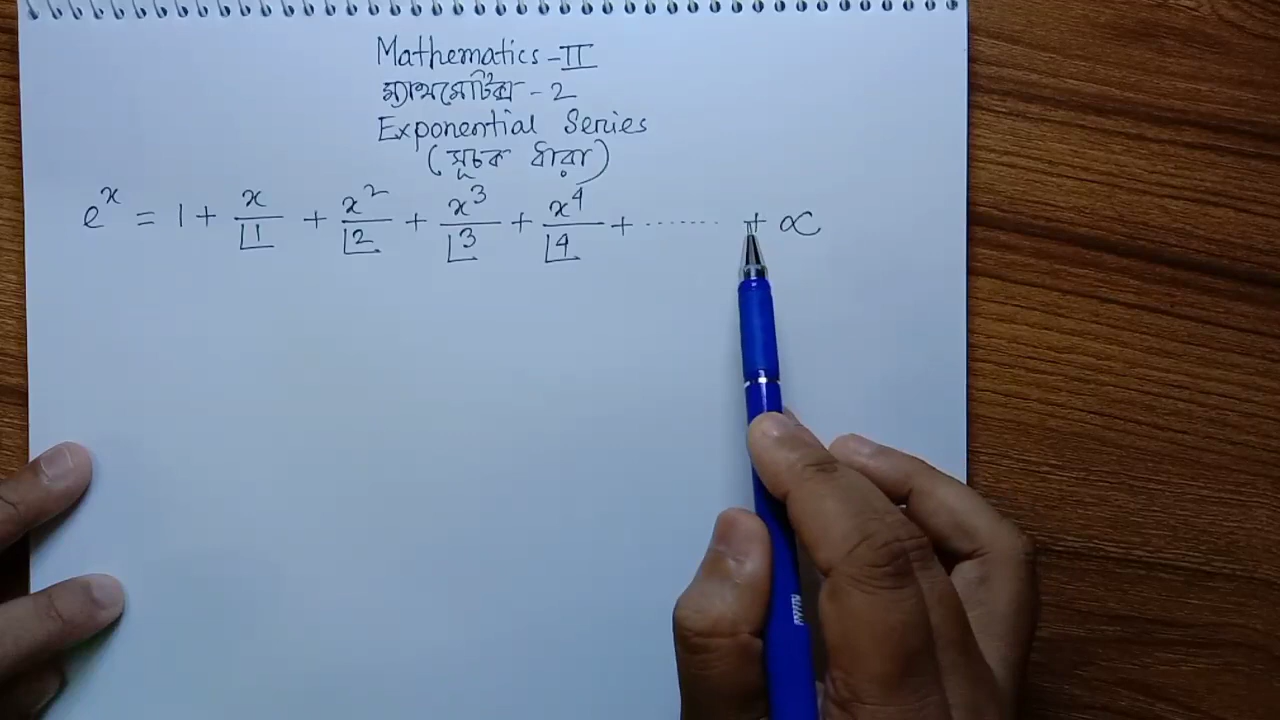 Mathematics - II
ম্যাথমেটিক্স - 2
Exponential Series
(সূচক ধারা)
e^x = 1 + x/⌊1 + x^2/⌊2 + x^3/⌊3 + x^4/⌊4 + ....... + ∝